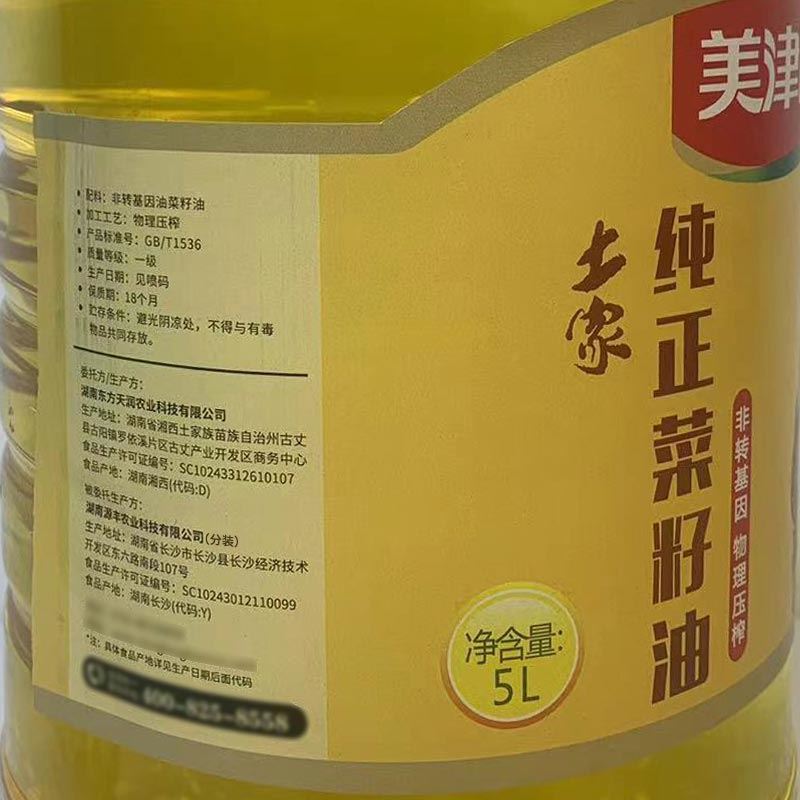 美津
土家
纯正菜籽油
非转基因 物理压榨
净含量:
5L
• 配料：非转基因油菜籽油
• 加工工艺：物理压榨
• 产品标准号：GB/T1536
• 质量等级：一级
• 生产日期：见喷码
• 保质期：18个月
• 贮存条件：避光阴凉处，不得与有毒
物品共同存放。
委托方/生产方：
湖南东方天润农业科技有限公司
生产地址：湖南省湘西土家族苗族自治州古丈
县古阳镇罗依溪片区古丈产业开发区商务中心
食品生产许可证编号：SC10243312610107
食品产地：湖南湘西(代码:D)
被委托生产方：
湖南源丰农业科技有限公司(分装)
生产地址：湖南省长沙市长沙县长沙经济技术
开发区东六路南段107号
食品生产许可证编号：SC10243012110099
食品产地：湖南长沙(代码:Y)
*注：具体食品产地详见生产日期后面代码
400-825-8558